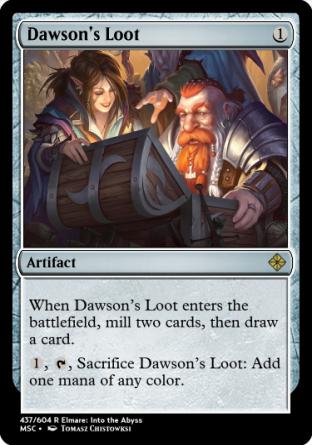 Dawson's Loot 1
Artifact
When Dawson's Loot enters the
battlefield, mill two cards, then draw
a card.
1, , Sacrifice Dawson's Loot: Add
one mana of any color.
437/604 R Elmare: Into the Abyss
MSC • Tomasz Chistowksi